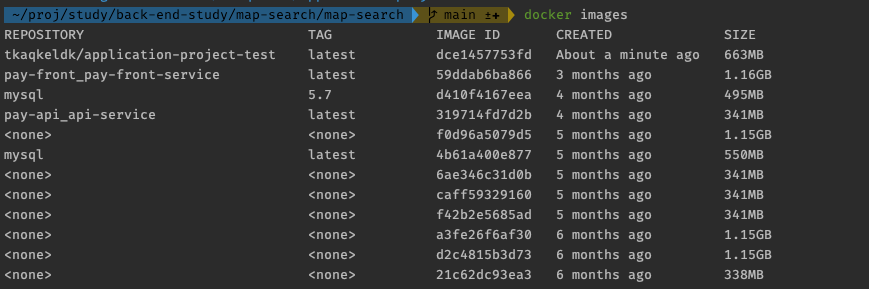 ~/proj/study/back-end-study/map-search/map-search main ±✚ docker images
REPOSITORY TAG IMAGE ID CREATED SIZE
tkaqkeldk/application-project-test latest dce1457753fd About a minute ago 663MB
pay-front_pay-front-service latest 59ddab6ba866 3 months ago 1.16GB
mysql 5.7 d410f4167eea 4 months ago 495MB
pay-api_api-service latest 319714fd7d2b 4 months ago 341MB
<none> <none> f0d96a5079d5 5 months ago 1.15GB
mysql latest 4b61a400e877 5 months ago 550MB
<none> <none> 6ae346c31d0b 5 months ago 341MB
<none> <none> caff59329160 5 months ago 341MB
<none> <none> f42b2e5685ad 5 months ago 341MB
<none> <none> a3fe26f6af30 6 months ago 1.15GB
<none> <none> d2c4815b3d73 6 months ago 1.15GB
<none> <none> 21c62dc93ea3 6 months ago 338MB